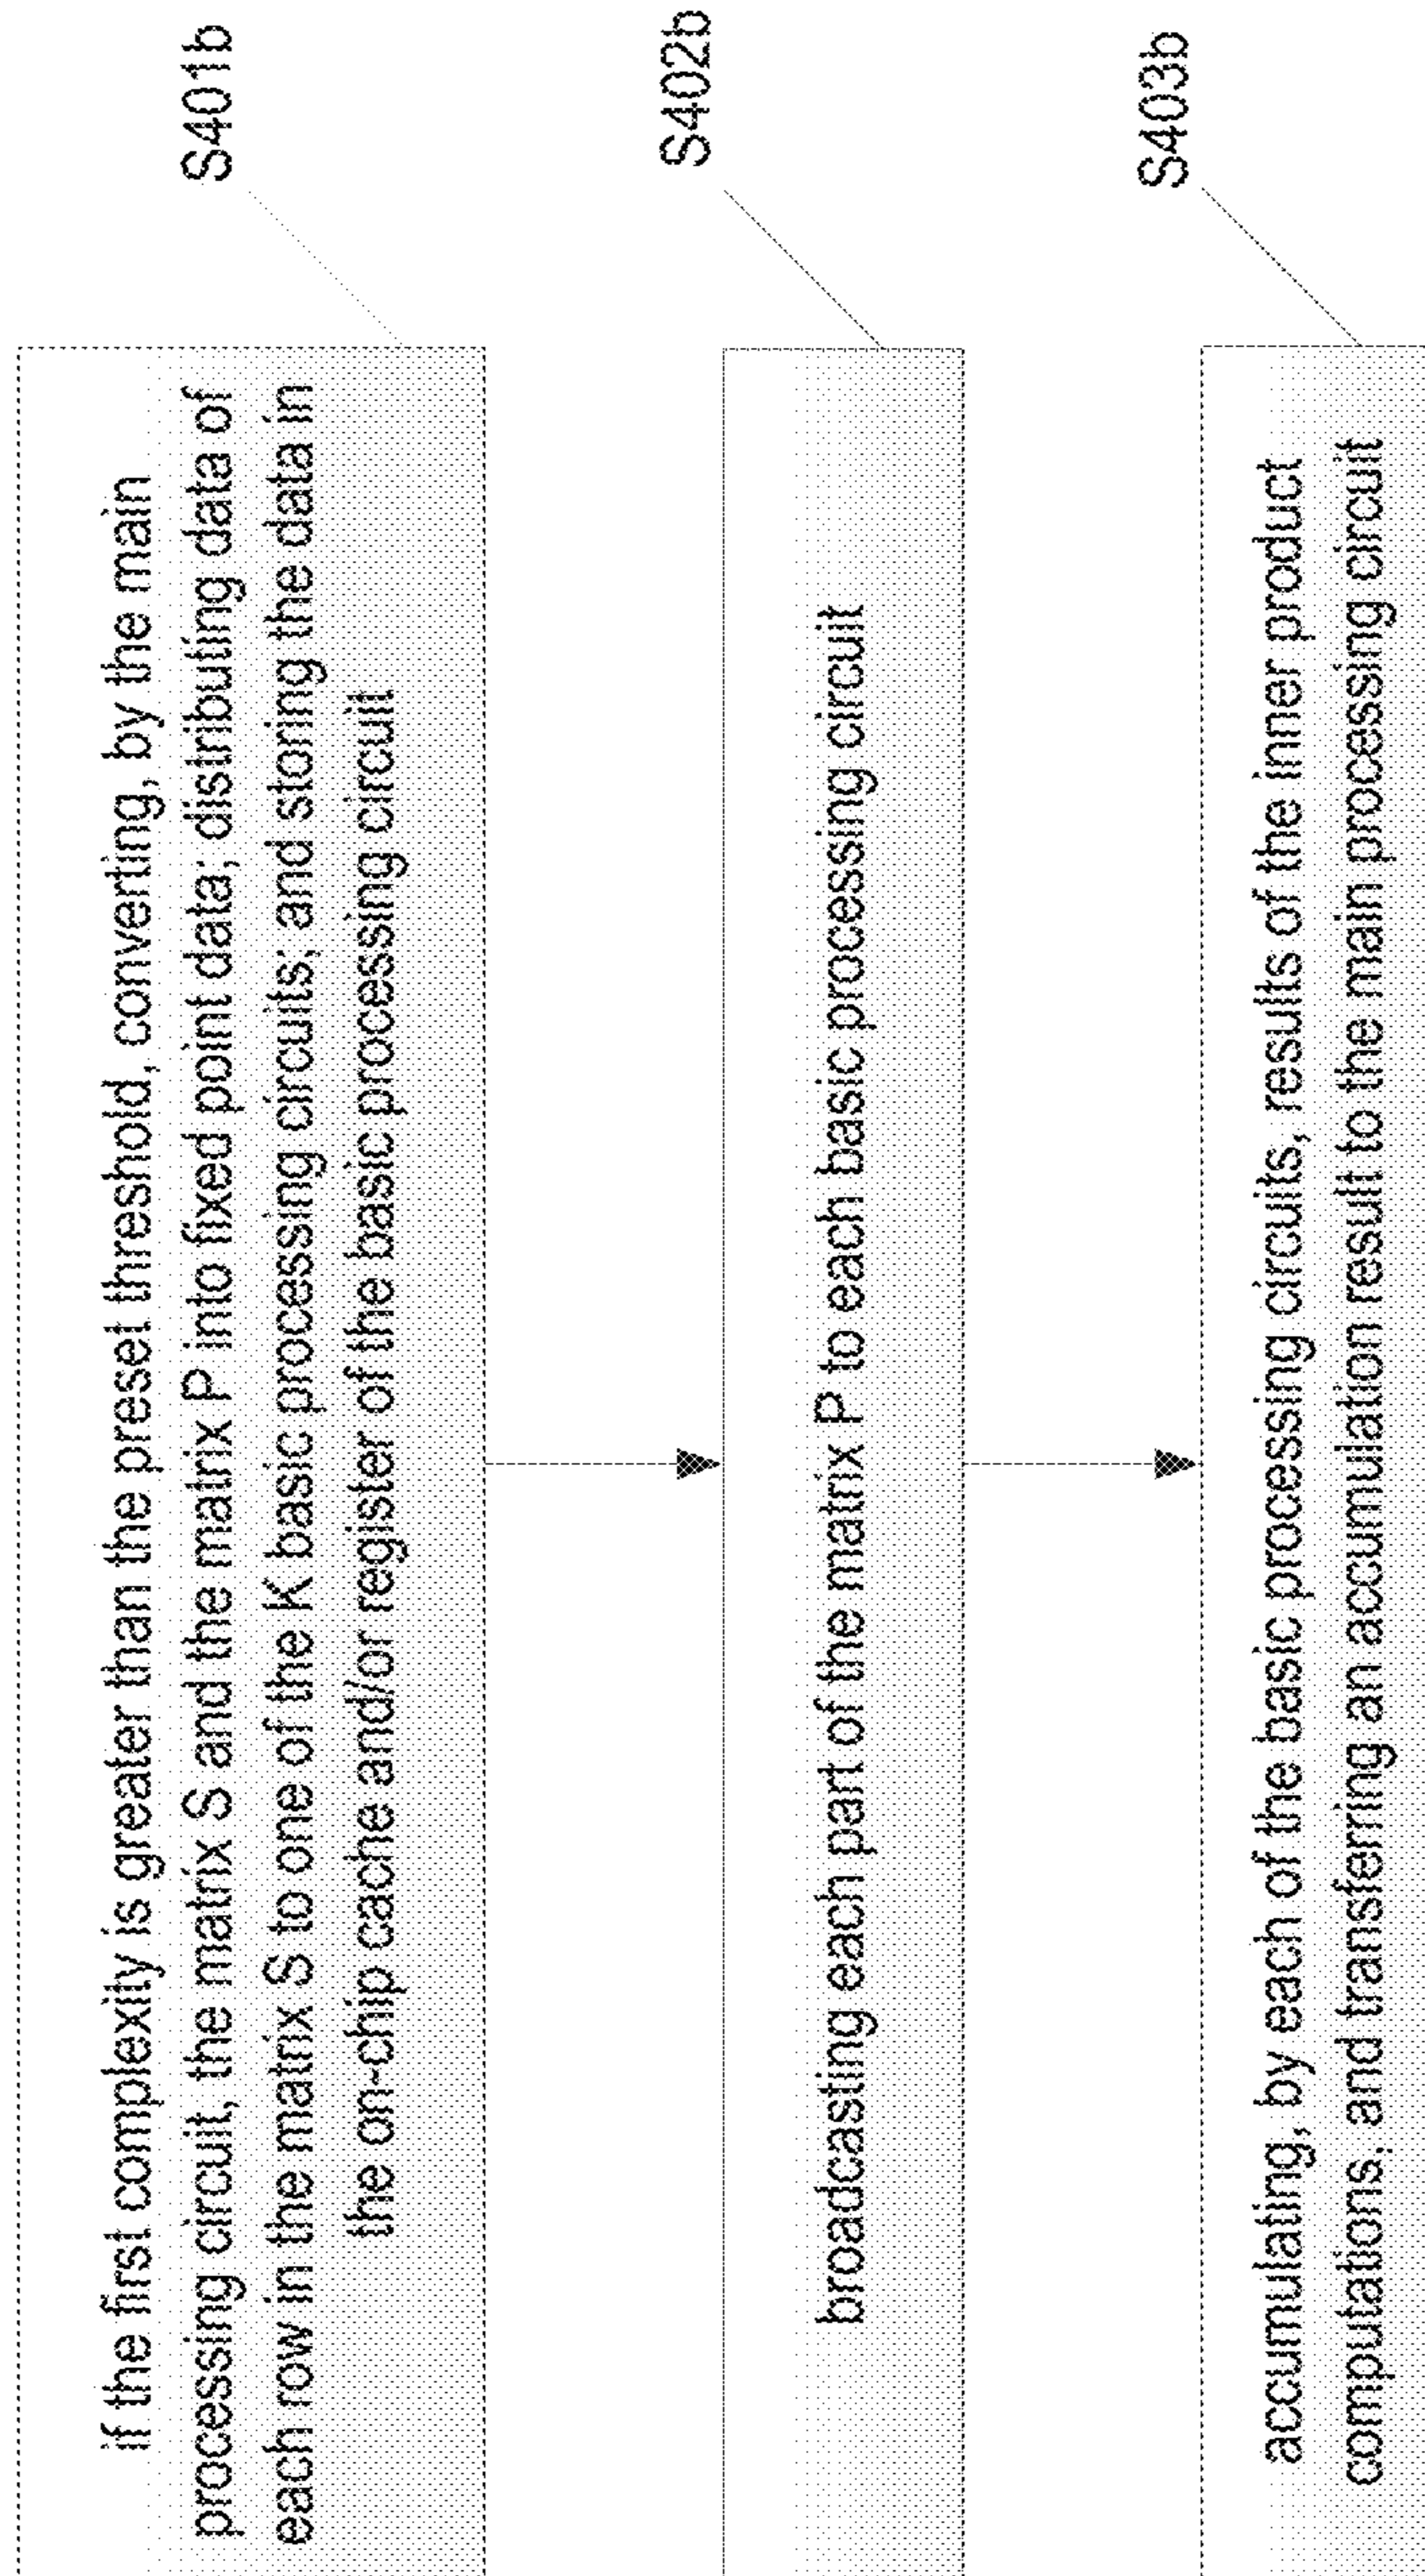 S401b
if the first complexity is greater than the preset threshold, converting, by the main
processing circuit, the matrix S and the matrix P into fixed point data; distributing data of
each row in the matrix S to one of the K basic processing circuits; and storing the data in
the on-chip cache and/or register of the basic processing circuit
S402b
broadcasting each part of the matrix P to each basic processing circuit
S403b
accumulating, by each of the basic processing circuits, results of the inner product
computations, and transferring an accumulation result to the main processing circuit